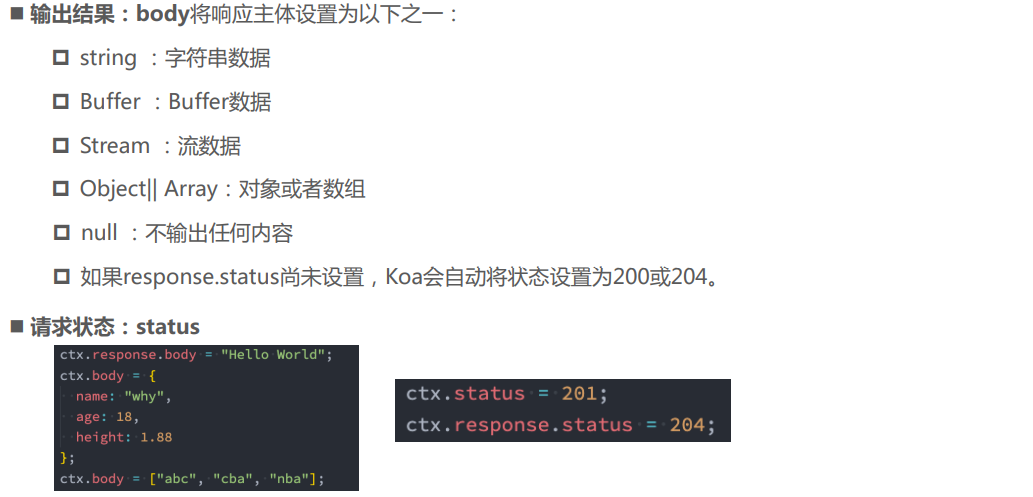 输出结果：body将响应主体设置为以下之一：
string ：字符串数据
Buffer ：Buffer数据
Stream ：流数据
Object|| Array：对象或者数组
null ：不输出任何内容
如果response.status尚未设置，Koa会自动将状态设置为200或204。
请求状态：status
ctx.response.body = "Hello World";
ctx.body = {
  name: "why",
  age: 18,
  height: 1.88
};
ctx.body = ["abc", "cba", "nba"];
ctx.status = 201;
ctx.response.status = 204;